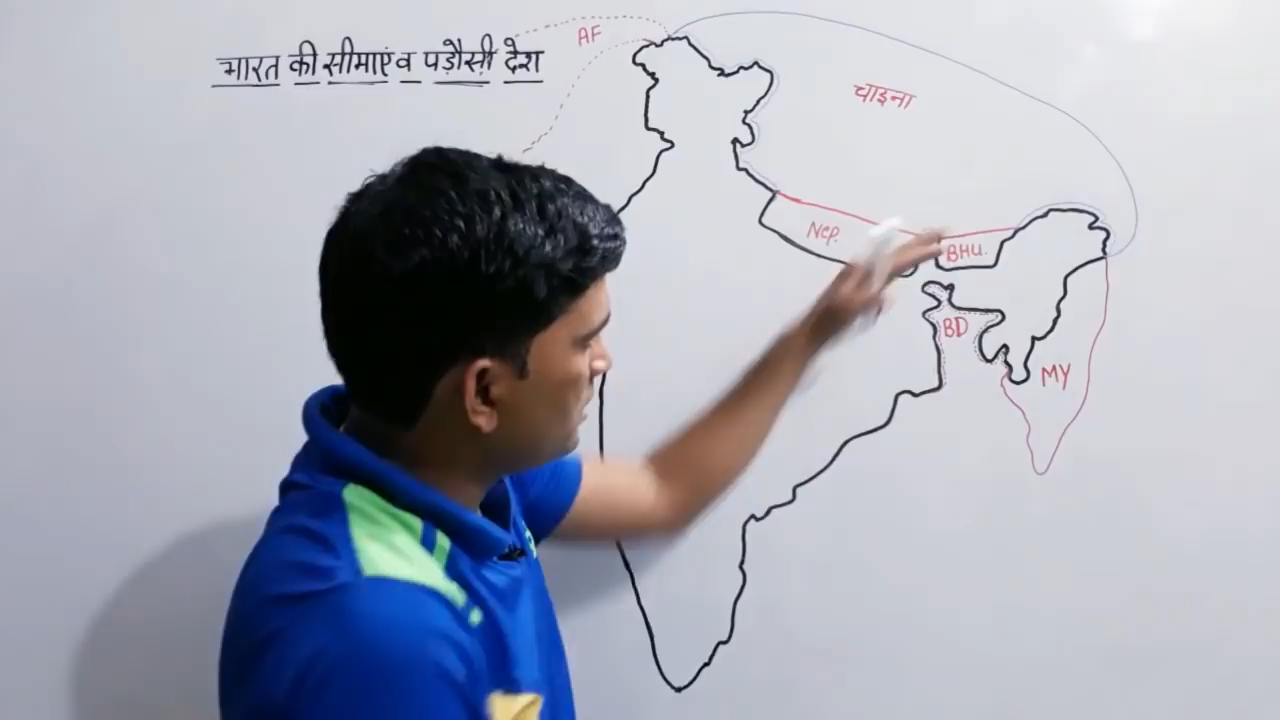 भारत की सीमाएं व पड़ौसी देश
AF
चाइना
Nep.
BHU.
BD
MY